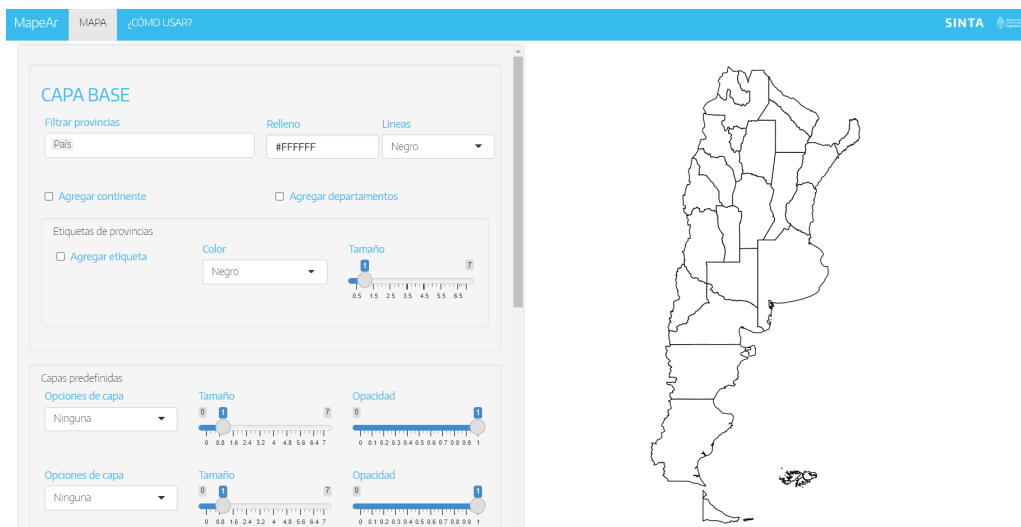 MapeAr MAPA ¿CÓMO USAR? SINTA
CAPA BASE
Filtrar provincias Relleno Lineas
País #FFFFFF Negro
Agregar continente Agregar departamentos
Etiquetas de provincias
Agregar etiqueta Color Tamaño
Negro 1 7
0.5 1.5 2.5 3.5 4.5 5.5 6.5
Capas predefinidas
Opciones de capa Tamaño Opacidad
Ninguna 0 1 7 0 1
0 0.8 1.6 2.4 3.2 4 4.8 5.6 6.4 7 0 0.1 0.2 0.3 0.4 0.5 0.6 0.7 0.8 0.9 1
Opciones de capa Tamaño Opacidad
Ninguna 0 1 7 0 1
0 0.8 1.6 2.4 3.2 4 4.8 5.6 6.4 7 0 0.1 0.2 0.3 0.4 0.5 0.6 0.7 0.8 0.9 1